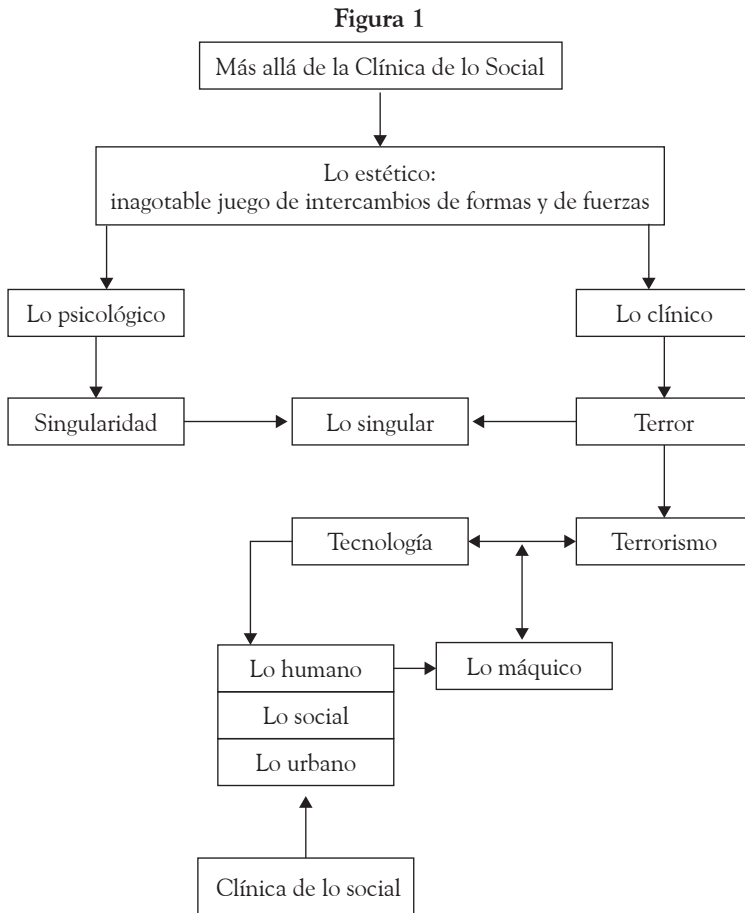 Figura 1
Más allá de la Clínica de lo Social
Lo estético:
inagotable juego de intercambios de formas y de fuerzas
Lo psicológico
Lo clínico
Singularidad
Lo singular
Terror
Tecnología
Terrorismo
Lo humano
Lo máquico
Lo social
Lo urbano
Clínica de lo social